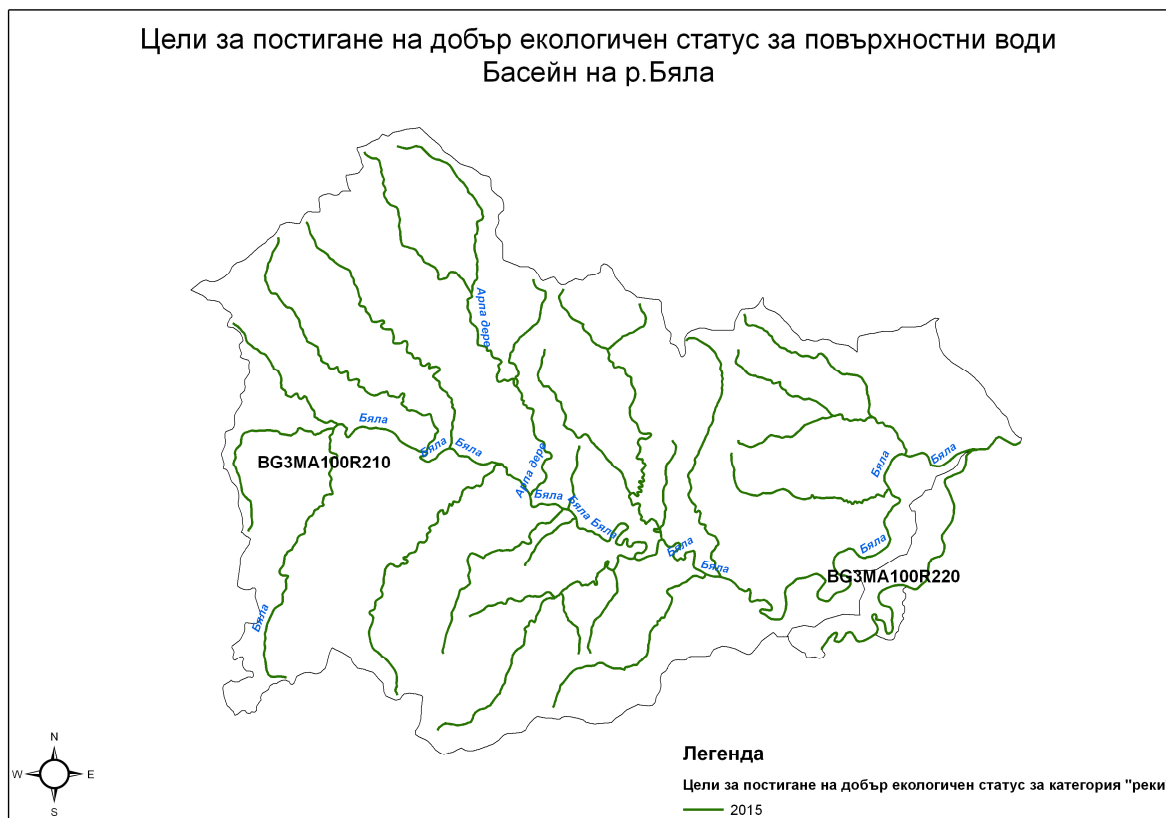 Цели за постигане на добър екологичен статус за повърхностни води
Басейн на р.Бяла
Арпа дере
Бяла
BG3MA100R210
Бяла
Бяла
Арпа дере
Бяла
Бяла
Бяла
Бяла
Бяла
Бяла
Бяла
Бяла
BG3MA100R220
Бяла
N
W
E
S
Легенда
Цели за постигане на добър екологичен статус за категория "реки
2015